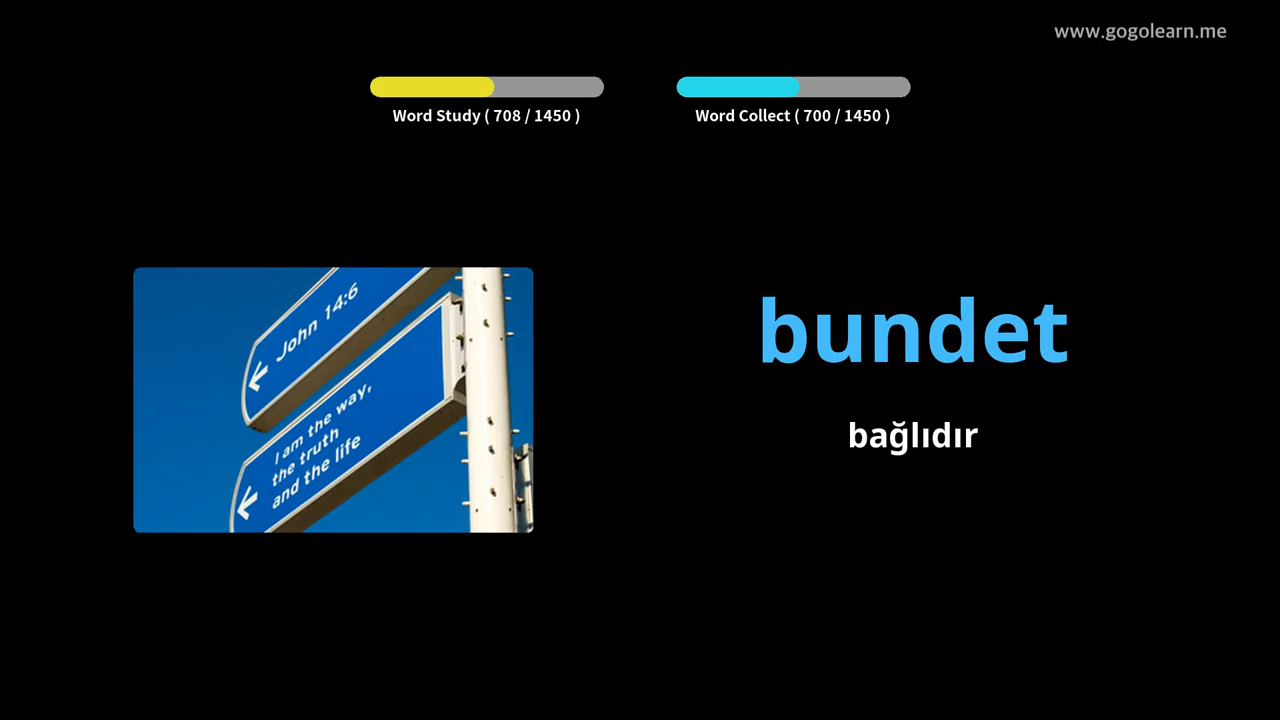 www.gogolearn.me
Word Study ( 708 / 1450 )
Word Collect ( 700 / 1450 )
John 14:6
I am the way,
the truth
and the life
bundet
bağlıdır